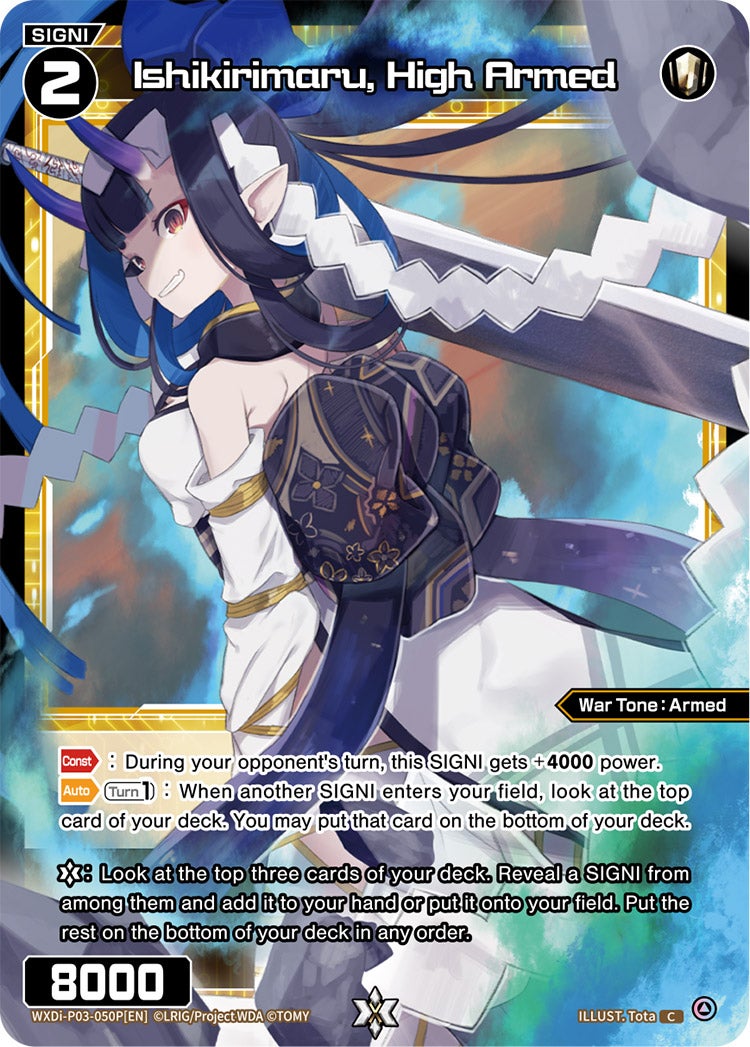 SIGNI
2
Ishikirimaru, High Armed
War Tone : Armed
Const : During your opponent's turn, this SIGNI gets +4000 power.
Auto Turn 1 : When another SIGNI enters your field, look at the top
card of your deck. You may put that card on the bottom of your deck.
: Look at the top three cards of your deck. Reveal a SIGNI from
among them and add it to your hand or put it onto your field. Put the
rest on the bottom of your deck in any order.
8000
WXDi-P03-050P[EN] ©LRIG/ProjectWDA ©TOMY
ILLUST. Tota C